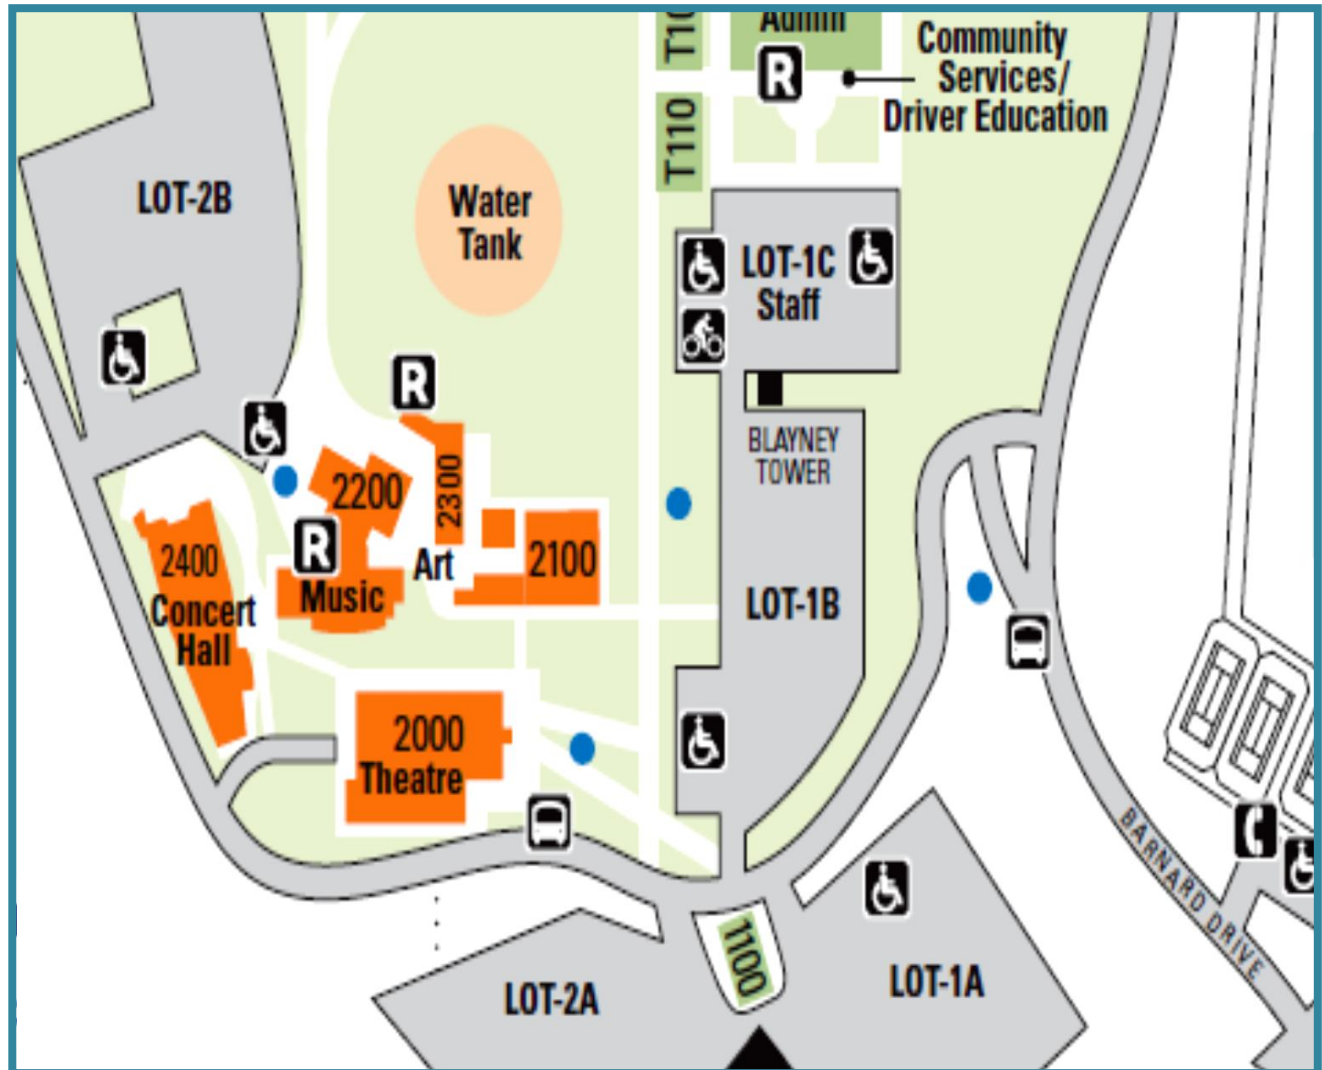 T10
Admin
R
Community
Services/
Driver Education
T110
LOT-2B
Water
Tank
LOT-1C
Staff
R
BLAYNEY
TOWER
2200
2300
R
2400
Concert
Hall
Music
Art
2100
LOT-1B
2000
Theatre
BARNARD DRIVE
1100
LOT-2A
LOT-1A